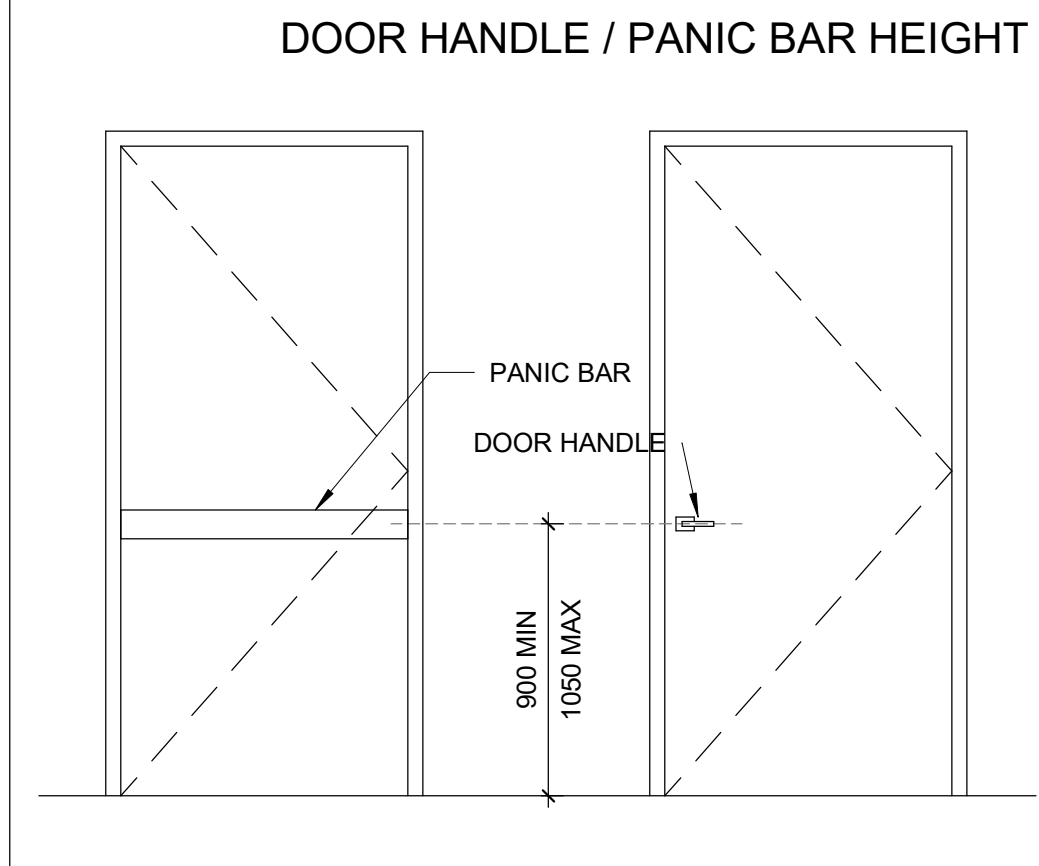 DOOR HANDLE / PANIC BAR HEIGHT
PANIC BAR
DOOR HANDLE
900 MIN
1050 MAX